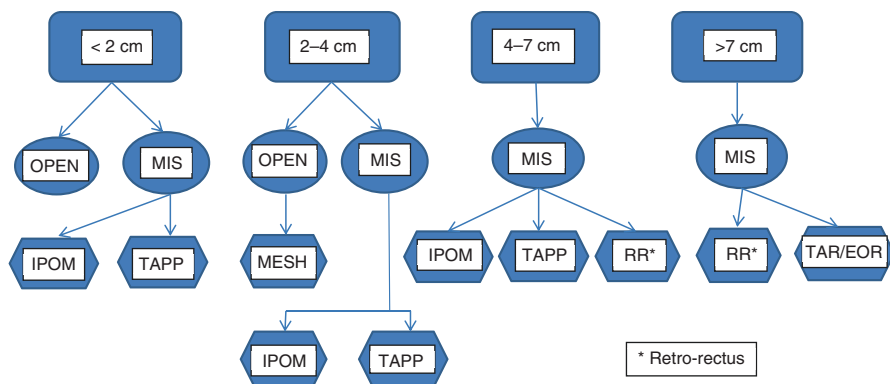 < 2 cm
2–4 cm
4–7 cm
>7 cm
OPEN
MIS
OPEN
MIS
MIS
MIS
IPOM
TAPP
MESH
IPOM
TAPP
RR*
RR*
TAR/EOR
IPOM
TAPP
* Retro-rectus